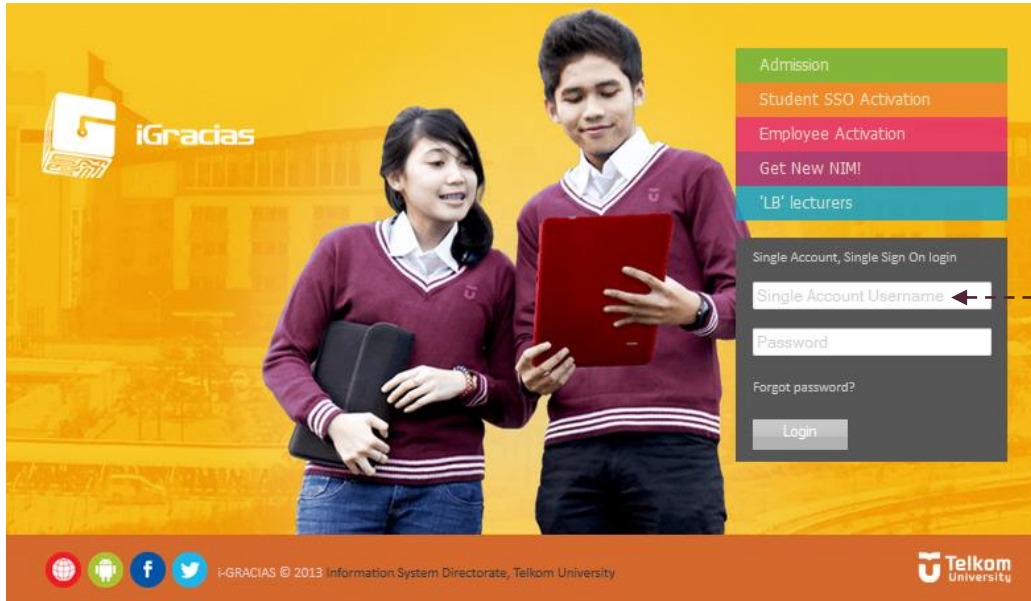 iGracias
Admission
Student SSO Activation
Employee Activation
Get New NIM!
'LB' lecturers
Single Account, Single Sign On login
Single Account Username
Password
Forgot password?
Login
i-GRACIAS © 2013 Information System Directorate, Telkom University
Telkom
University